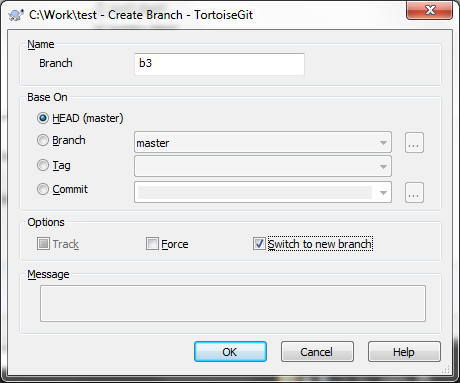 C:\Work\test - Create Branch - TortoiseGit
Name
Branch b3
Base On
HEAD (master)
Branch master ...
Tag
Commit ...
Options
Track Force Switch to new branch
Message
OK Cancel Help